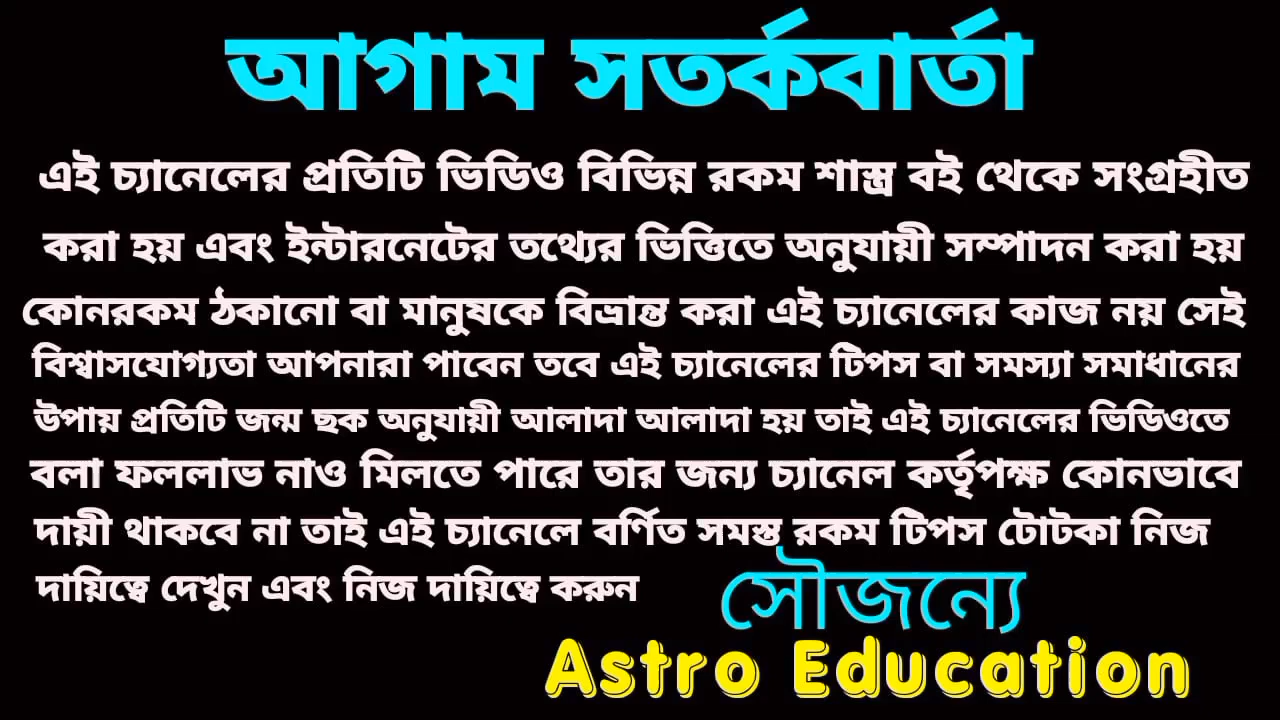 আগাম সতর্কবার্তা
এই চ্যানেলের প্রতিটি ভিডিও বিভিন্ন রকম শাস্ত্র বই থেকে সংগ্রহীত
করা হয় এবং ইন্টারনেটের তথ্যের ভিত্তিতে অনুযায়ী সম্পাদন করা হয়
কোনরকম ঠকানো বা মানুষকে বিভ্রান্ত করা এই চ্যানেলের কাজ নয় সেই
বিশ্বাসযোগ্যতা আপনারা পাবেন তবে এই চ্যানেলের টিপস বা সমস্যা সমাধানের
উপায় প্রতিটি জন্ম ছক অনুযায়ী আলাদা আলাদা হয় তাই এই চ্যানেলের ভিডিওতে
বলা ফললাভ নাও মিলতে পারে তার জন্য চ্যানেল কর্তৃপক্ষ কোনভাবে
দায়ী থাকবে না তাই এই চ্যানেলে বর্ণিত সমস্ত রকম টিপস টোটকা নিজ
দায়িত্বে দেখুন এবং নিজ দায়িত্বে করুন
সৌজন্যে
Astro Education